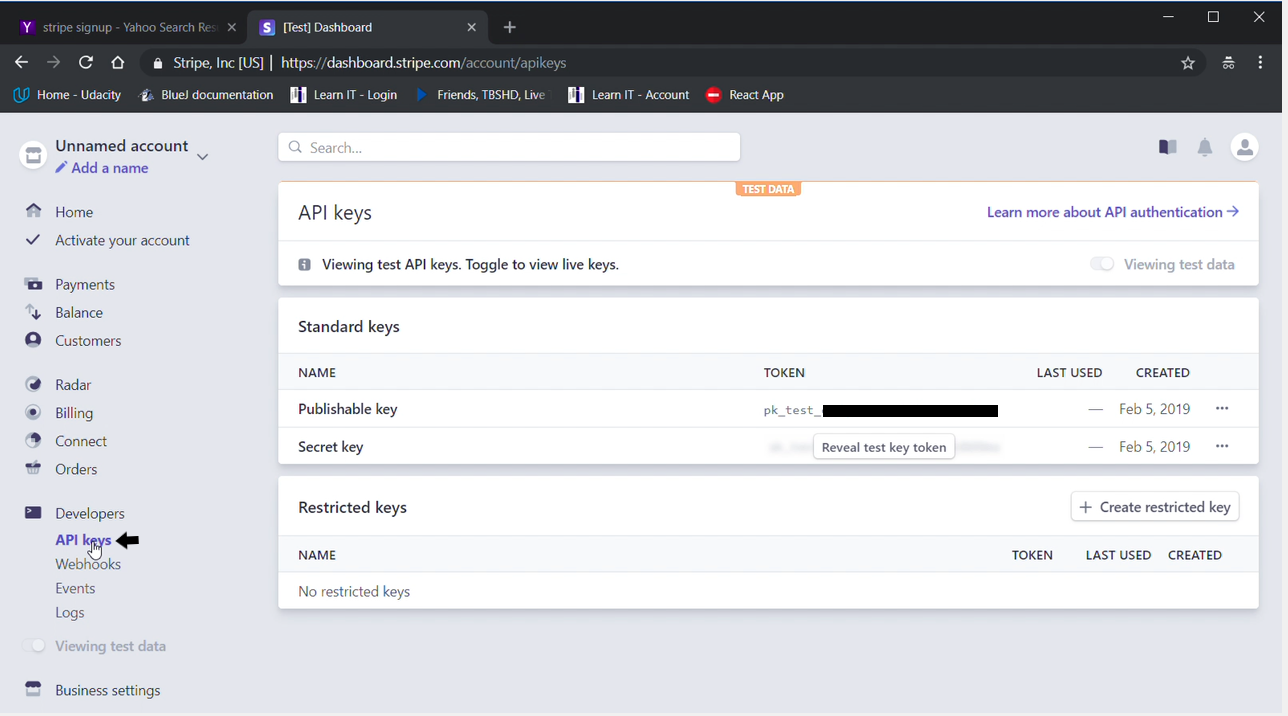 stripe signup - Yahoo Search Res
[Test] Dashboard
Stripe, Inc [US] | https://dashboard.stripe.com/account/apikeys
Home - Udacity
BlueJ documentation
Learn IT - Login
Friends, TBSHD, Live
Learn IT - Account
React App
Unnamed account
Add a name
Search...
Home
Activate your account
Payments
Balance
Customers
Radar
Billing
Connect
Orders
Developers
API keys
Webhooks
Events
Logs
Viewing test data
Business settings
TEST DATA
API keys
Learn more about API authentication
Viewing test API keys. Toggle to view live keys.
Viewing test data
Standard keys
NAME TOKEN LAST USED CREATED
Publishable key pk_test_ — Feb 5, 2019 ...
Secret key Reveal test key token — Feb 5, 2019 ...
Restricted keys
+ Create restricted key
NAME TOKEN LAST USED CREATED
No restricted keys